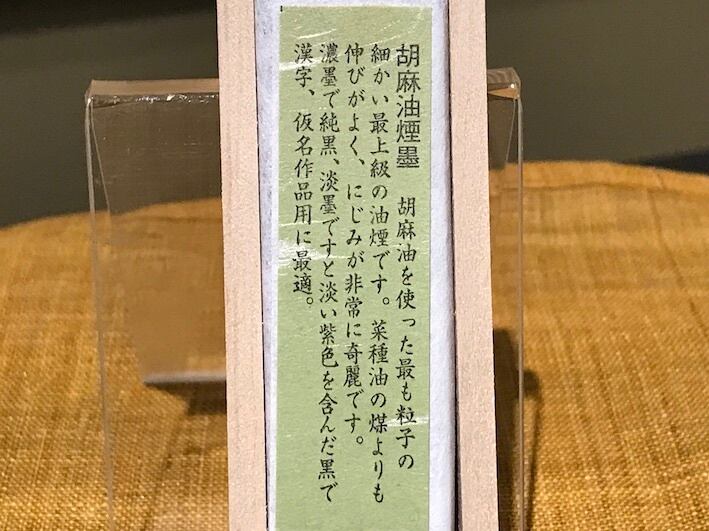 胡麻油煙墨　胡麻油を使った最も粒子の
細かい最上級の油煙です。菜種油の煤よりも
伸びがよく、にじみが非常に奇麗です。
濃墨で純黒、淡墨ですと淡い紫色を含んだ黒で
漢字、仮名作品用に最適。